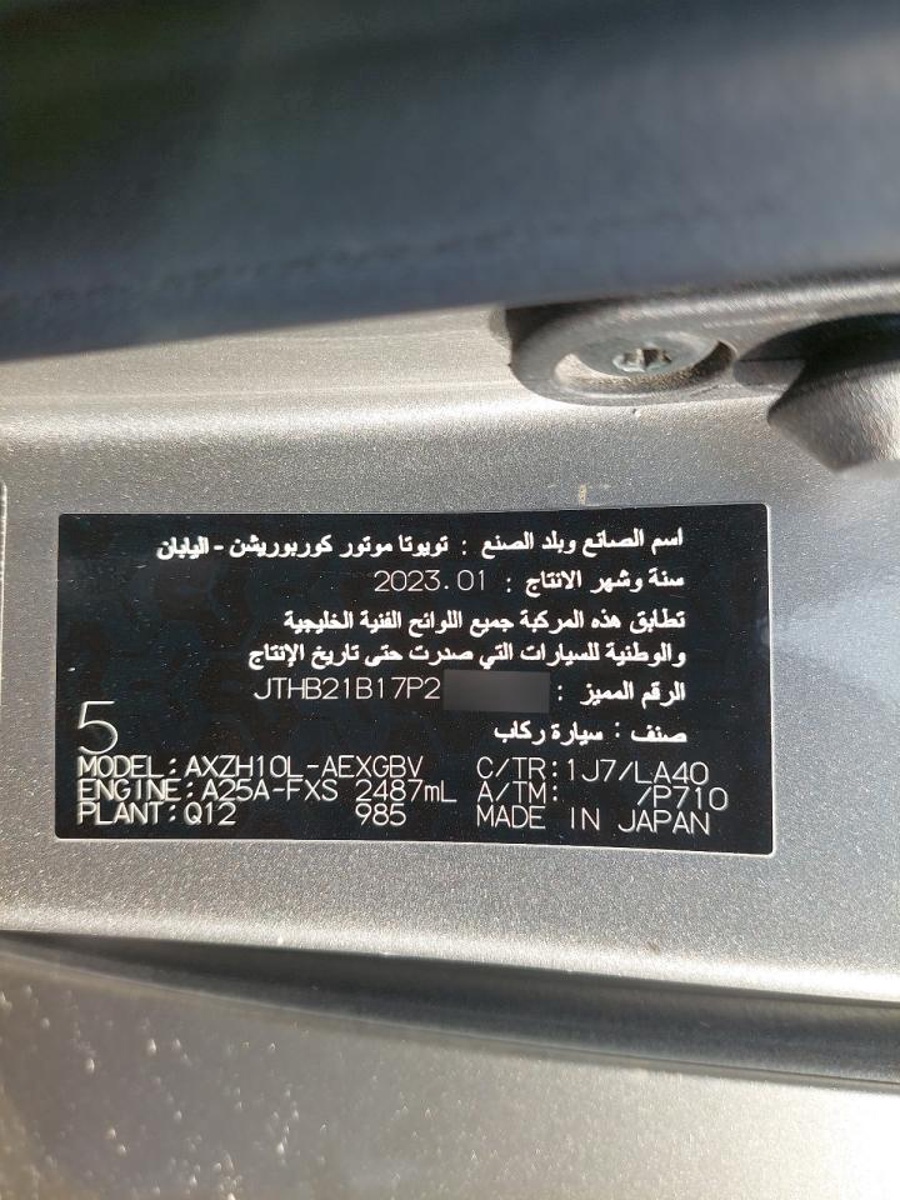 اسم الصانع وبلد الصنع : تويوتا موتور كوربوريشن - اليابان
سنة وشهر الانتاج : 2023.01
تطابق هذه المركبة جميع اللوائح الفنية الخليجية
والوطنية للسيارات التي صدرت حتى تاريخ الإنتاج
الرقم المميز : JTHB21B17P2
صنف : سيارة ركاب
5
MODEL:AXZH10L-AEXGBV C/TR:1J7/LA40
ENGINE:A25A-FXS 2487mL A/TM: /P710
PLANT:Q12 985 MADE IN JAPAN